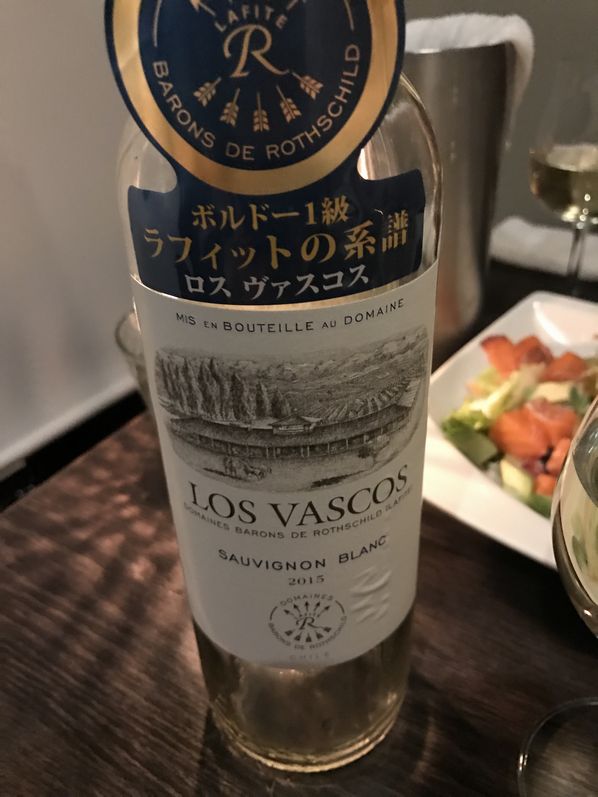 LAFITE
R
BARONS DE ROTHSCHILD
ボルドー1級
ラフィットの系譜
ロス ヴァスコス
MIS EN BOUTEILLE AU DOMAINE
LOS VASCOS
DOMAINES BARONS DE ROTHSCHILD (LAFITE)
SAUVIGNON BLANC
2015
DOMAINES
LAFITE
R
BARONS DE ROTHSCHILD
CHILE